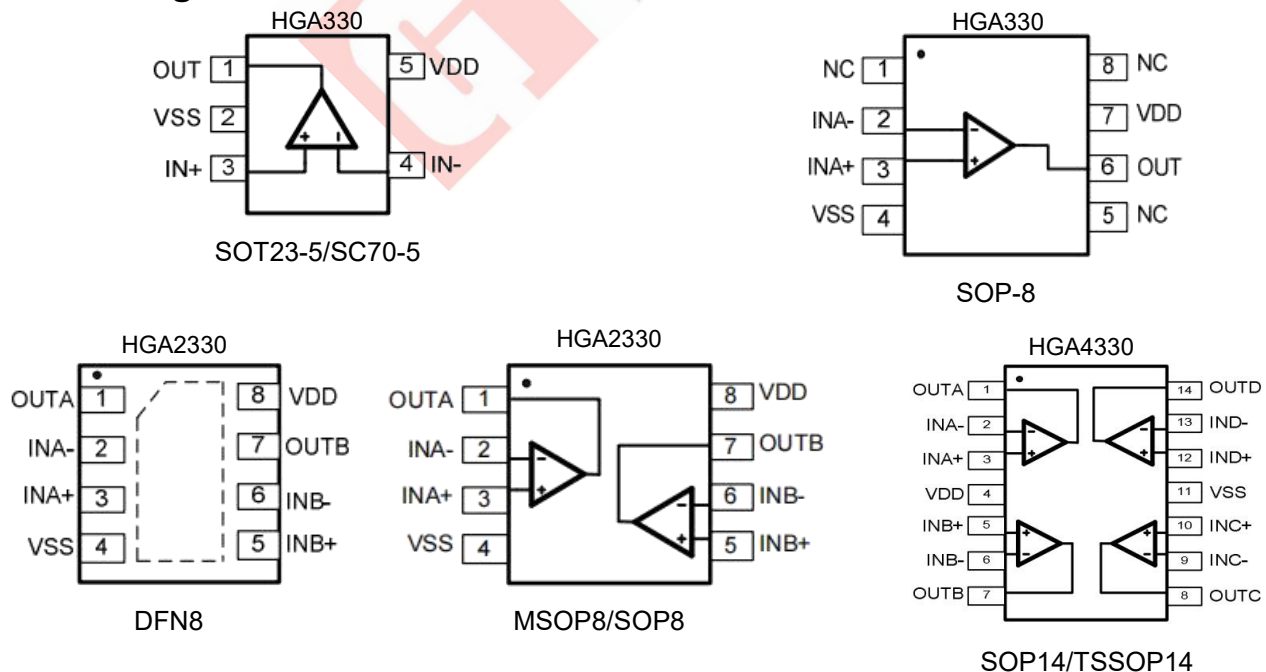 HGA330
OUT 1 5 VDD
VSS 2
IN+ 3 4 IN-
SOT23-5/SC70-5
HGA330
NC 1 8 NC
INA- 2 7 VDD
INA+ 3 6 OUT
VSS 4 5 NC
SOP-8
HGA2330
OUTA 1 8 VDD
INA- 2 7 OUTB
INA+ 3 6 INB-
VSS 4 5 INB+
DFN8
HGA2330
OUTA 1 8 VDD
INA- 2 7 OUTB
INA+ 3 6 INB-
VSS 4 5 INB+
MSOP8/SOP8
HGA4330
OUTA 1 14 OUTD
INA- 2 13 IND-
INA+ 3 12 IND+
VDD 4 11 VSS
INB+ 5 10 INC+
INB- 6 9 INC-
OUTB 7 8 OUTC
SOP14/TSSOP14